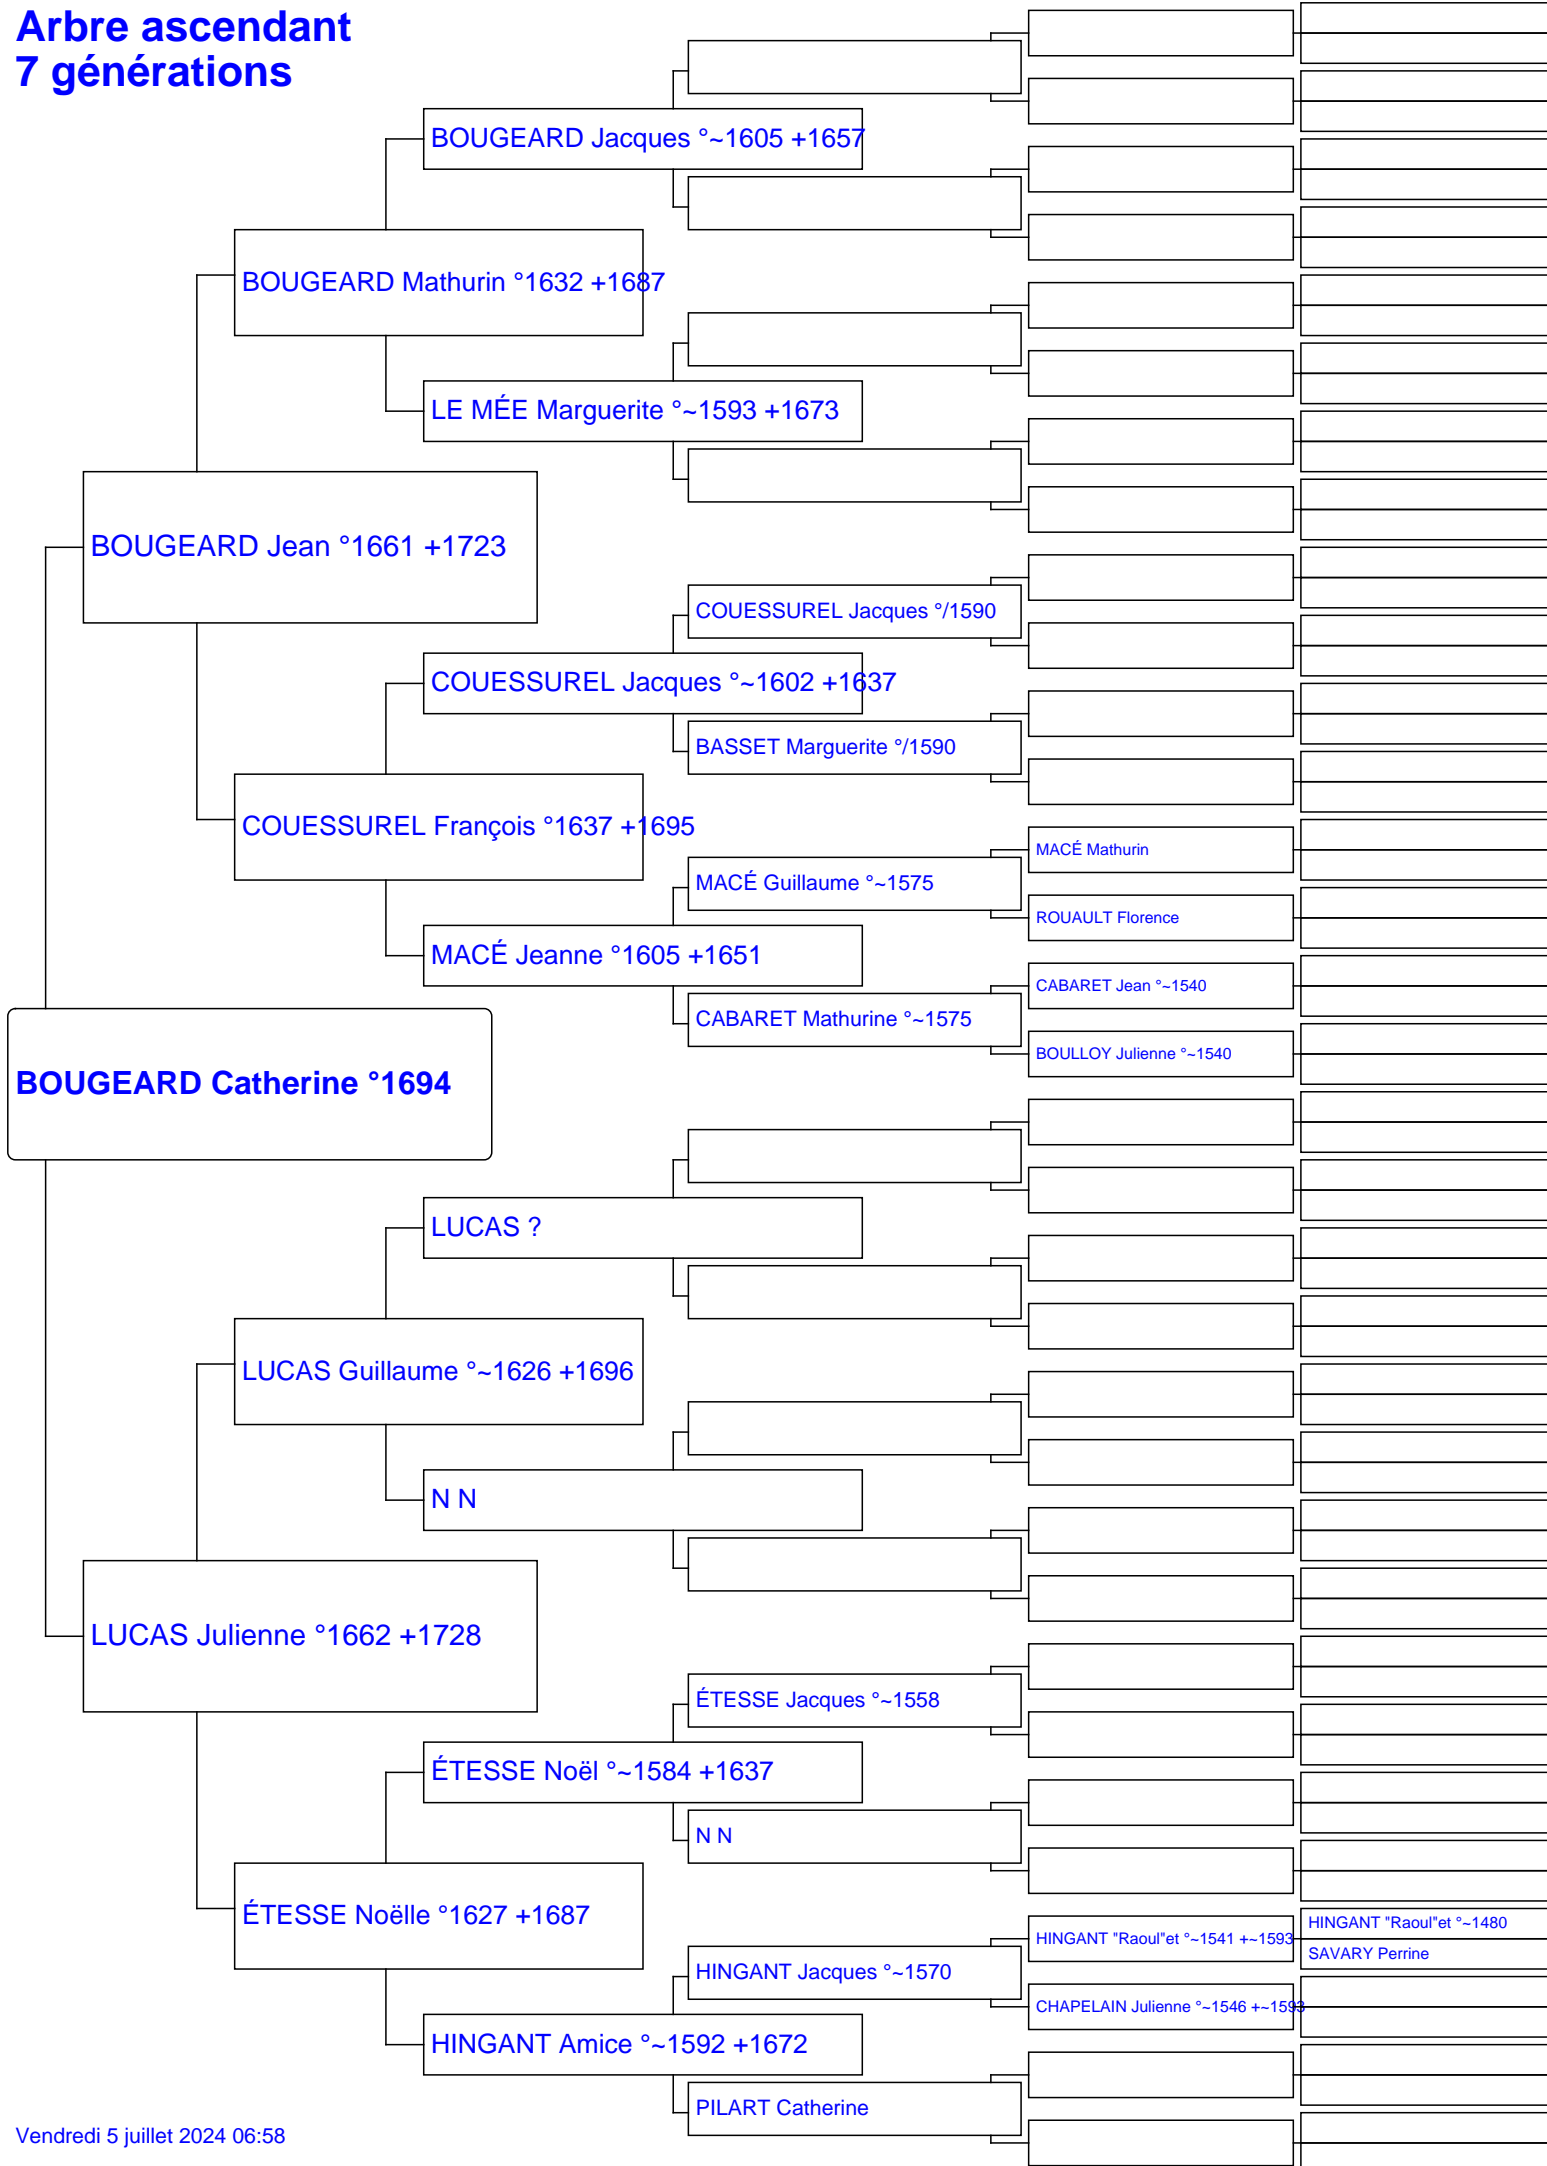 Arbre ascendant
7 générations
BOUGEARD Jacques °~1605 +1657
BOUGEARD Mathurin °1632 +1687
LE MÉE Marguerite °~1593 +1673
BOUGEARD Jean °1661 +1723
COUESSUREL Jacques °/1590
COUESSUREL Jacques °~1602 +1637
BASSET Marguerite °/1590
COUESSUREL François °1637 +1695
MACÉ Mathurin
MACÉ Guillaume °~1575
ROUAULT Florence
MACÉ Jeanne °1605 +1651
CABARET Jean °~1540
CABARET Mathurine °~1575
BOULLOY Julienne °~1540
BOUGEARD Catherine °1694
LUCAS ?
LUCAS Guillaume °~1626 +1696
N N
LUCAS Julienne °1662 +1728
ÉTESSE Jacques °~1558
ÉTESSE Noël °~1584 +1637
N N
ÉTESSE Noëlle °1627 +1687
HINGANT "Raoul"et °~1480
HINGANT "Raoul"et °~1541 +~1593
SAVARY Perrine
HINGANT Jacques °~1570
CHAPELAIN Julienne °~1546 +~1593
HINGANT Amice °~1592 +1672
PILART Catherine
Vendredi 5 juillet 2024 06:58